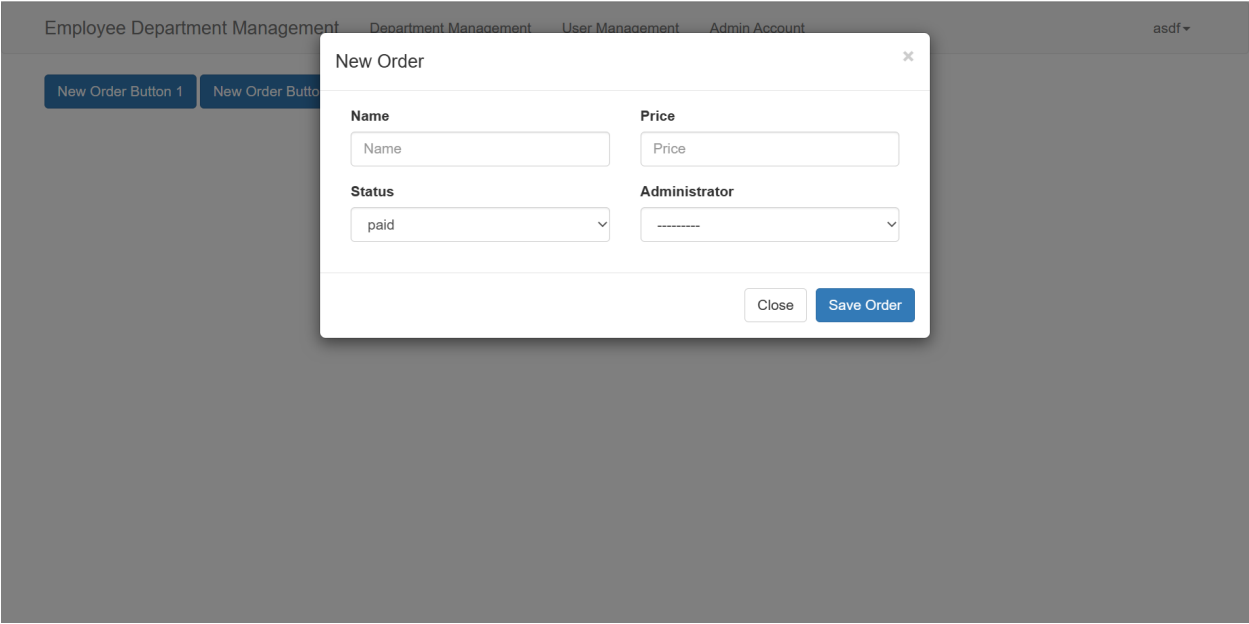 Employee Department Management Department Management User Management Admin Account asdf
New Order ×
New Order Button 1 New Order Butto
Name Price
Name Price
Status Administrator
paid ---------
Close Save Order